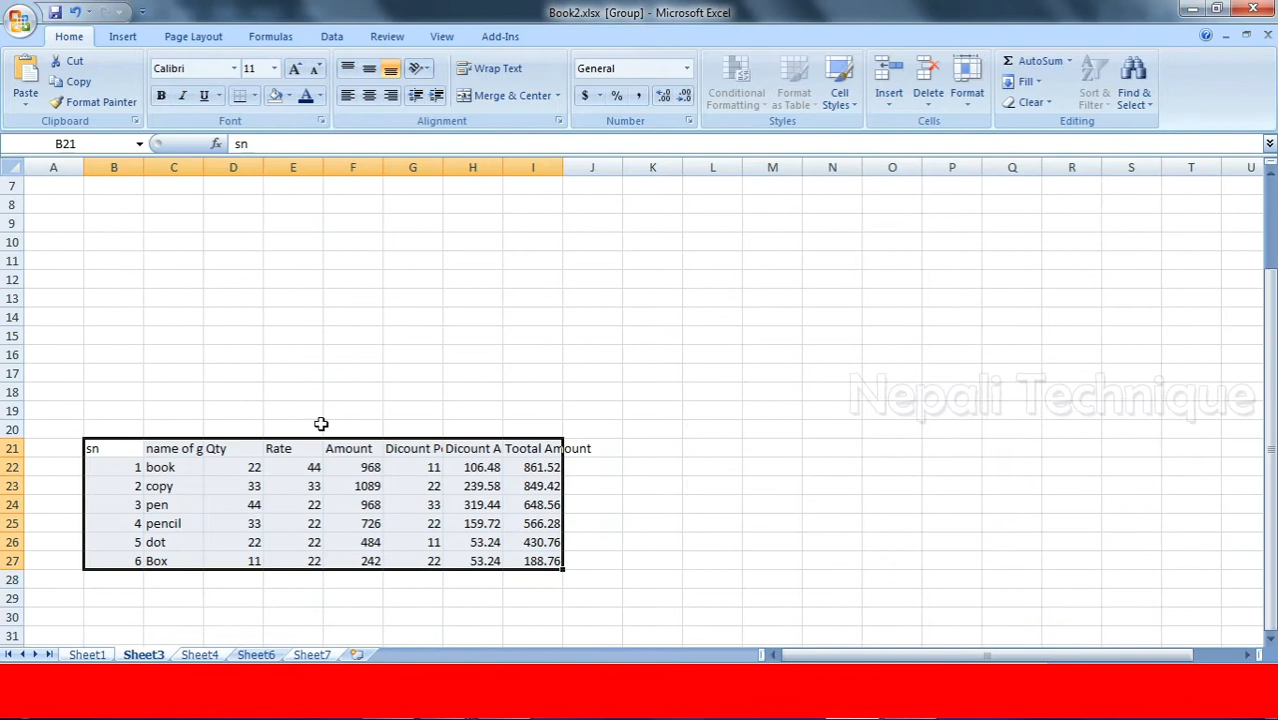 Book2.xlsx [Group] - Microsoft Excel
Home Insert Page Layout Formulas Data Review View Add-Ins
Paste Cut Copy Format Painter Clipboard
Calibri 11 A A B I U A Font
Wrap Text Merge & Center Alignment
General $ % , .0 .00 .00 .0 Number
Conditional Formatting Format as Table Cell Styles Styles
Insert Delete Format Cells
Σ AutoSum Fill Clear Sort & Filter Find & Select Editing
B21 fx sn
A B C D E F G H I J K L M N O P Q R S T U
7
8
9
10
11
12
13
14
15
16
17
18
Nepali Technique
19
20
21 sn name of g Qty Rate Amount Dicount Pe Dicount A Tootal Amount
22 1 book 22 44 968 11 106.48 861.52
23 2 copy 33 33 1089 22 239.58 849.42
24 3 pen 44 22 968 33 319.44 648.56
25 4 pencil 33 22 726 22 159.72 566.28
26 5 dot 22 22 484 11 53.24 430.76
27 6 Box 11 22 242 22 53.24 188.76
28
29
30
31
Sheet1 Sheet3 Sheet4 Sheet6 Sheet7